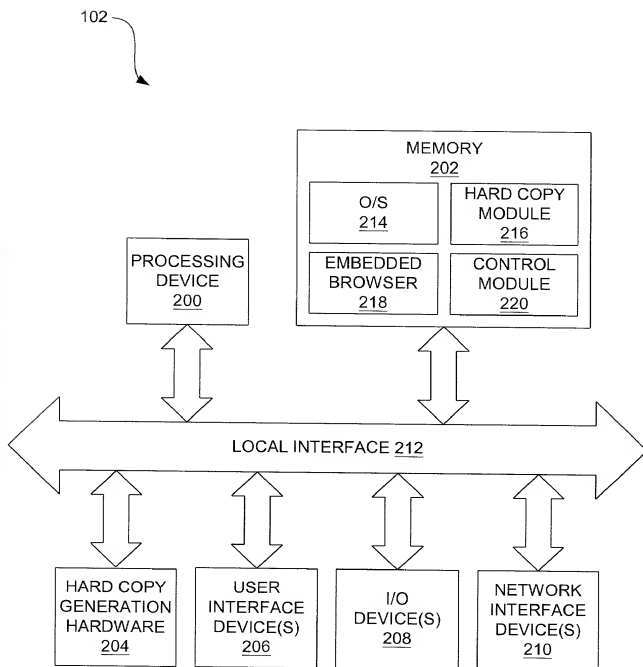 102
MEMORY
202
O/S
214
HARD COPY
MODULE
216
EMBEDDED
BROWSER
218
CONTROL
MODULE
220
PROCESSING
DEVICE
200
LOCAL INTERFACE 212
HARD COPY
GENERATION
HARDWARE
204
USER
INTERFACE
DEVICE(S)
206
I/O
DEVICE(S)
208
NETWORK
INTERFACE
DEVICE(S)
210